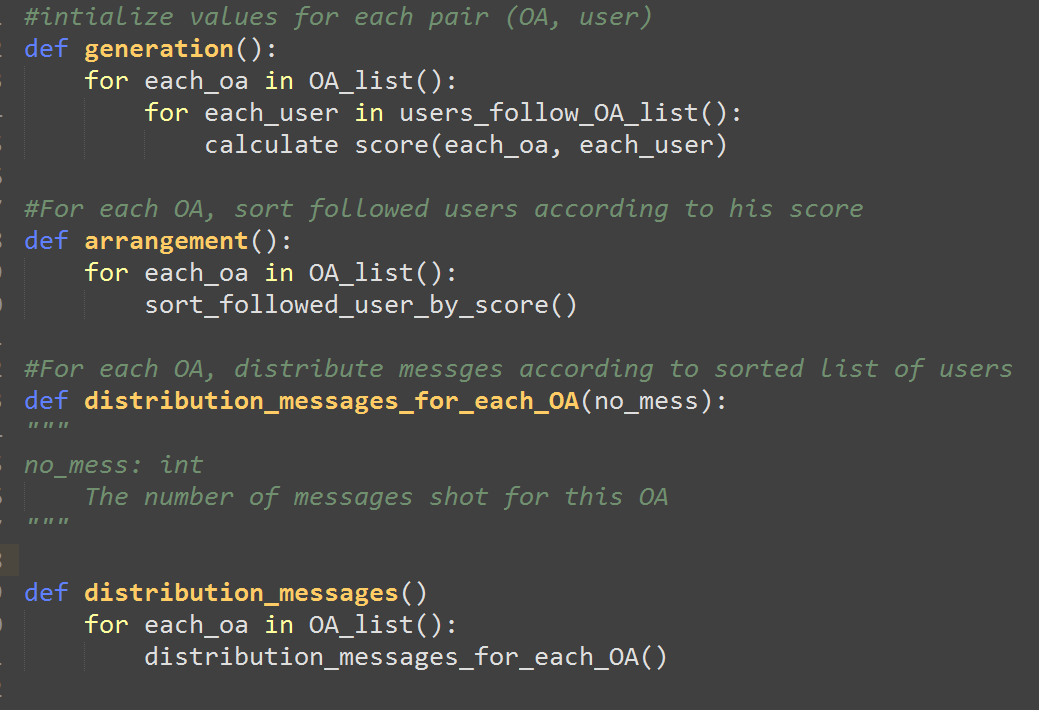 #intialize values for each pair (OA, user)
def generation():
    for each_oa in OA_list():
        for each_user in users_follow_OA_list():
            calculate score(each_oa, each_user)
#For each OA, sort followed users according to his score
def arrangement():
    for each_oa in OA_list():
        sort_followed_user_by_score()
#For each OA, distribute messges according to sorted list of users
def distribution_messages_for_each_OA(no_mess):
"""
no_mess: int
    The number of messages shot for this OA
"""
def distribution_messages()
    for each_oa in OA_list():
        distribution_messages_for_each_OA()